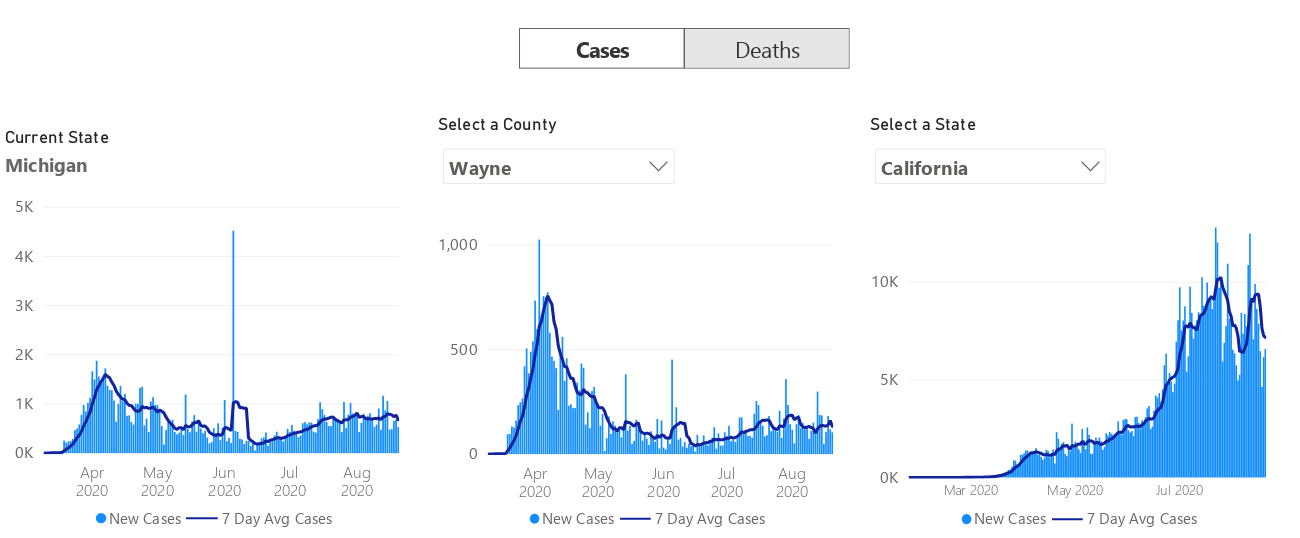 Cases Deaths
Current State
Michigan
5K
4K
3K
2K
1K
0K
Apr May Jun Jul Aug
2020 2020 2020 2020 2020
New Cases 7 Day Avg Cases
Select a County
Wayne
1,000
500
0
Apr May Jun Jul Aug
2020 2020 2020 2020 2020
New Cases 7 Day Avg Cases
Select a State
California
10K
5K
0K
Mar 2020 May 2020 Jul 2020
New Cases 7 Day Avg Cases